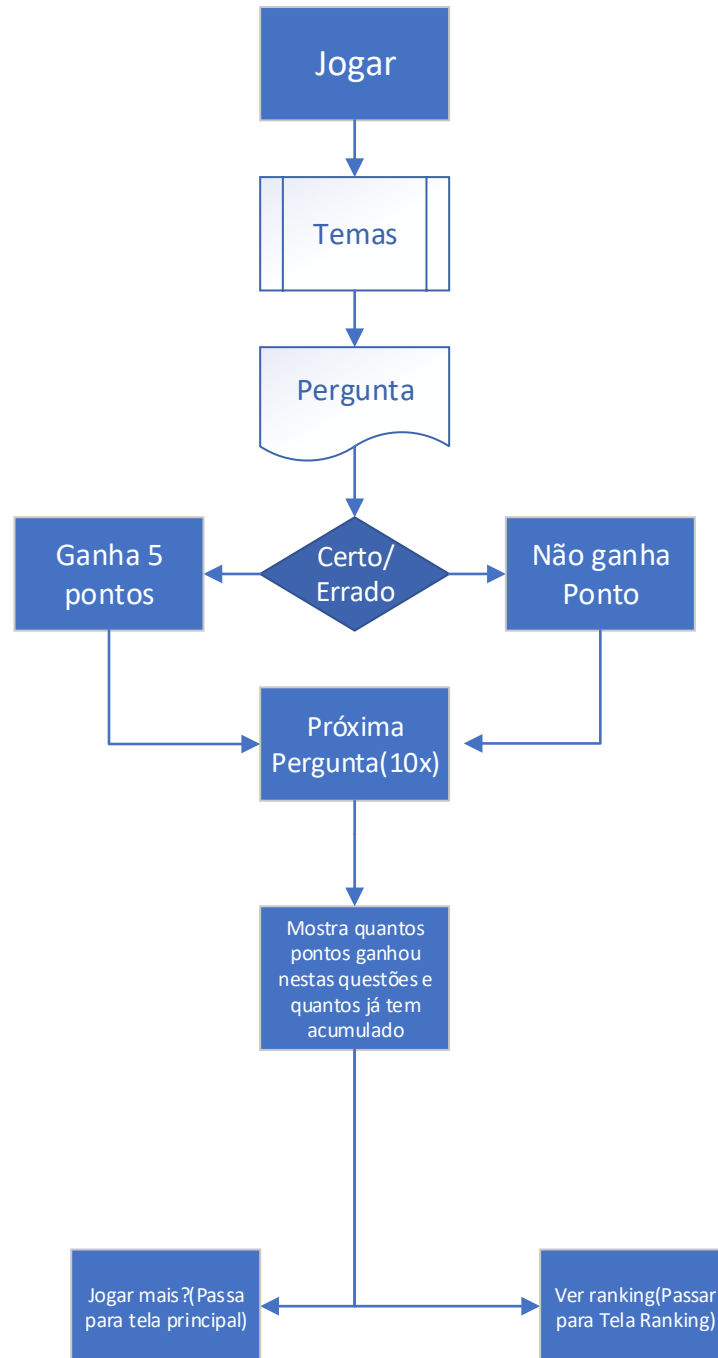 Jogar
Temas
Pergunta
Certo/
Errado
Ganha 5
pontos
Não ganha
Ponto
Próxima
Pergunta(10x)
Mostra quantos
pontos ganhou
nestas questões e
quantos já tem
acumulado
Jogar mais?(Passa
para tela principal)
Ver ranking(Passar
para Tela Ranking)